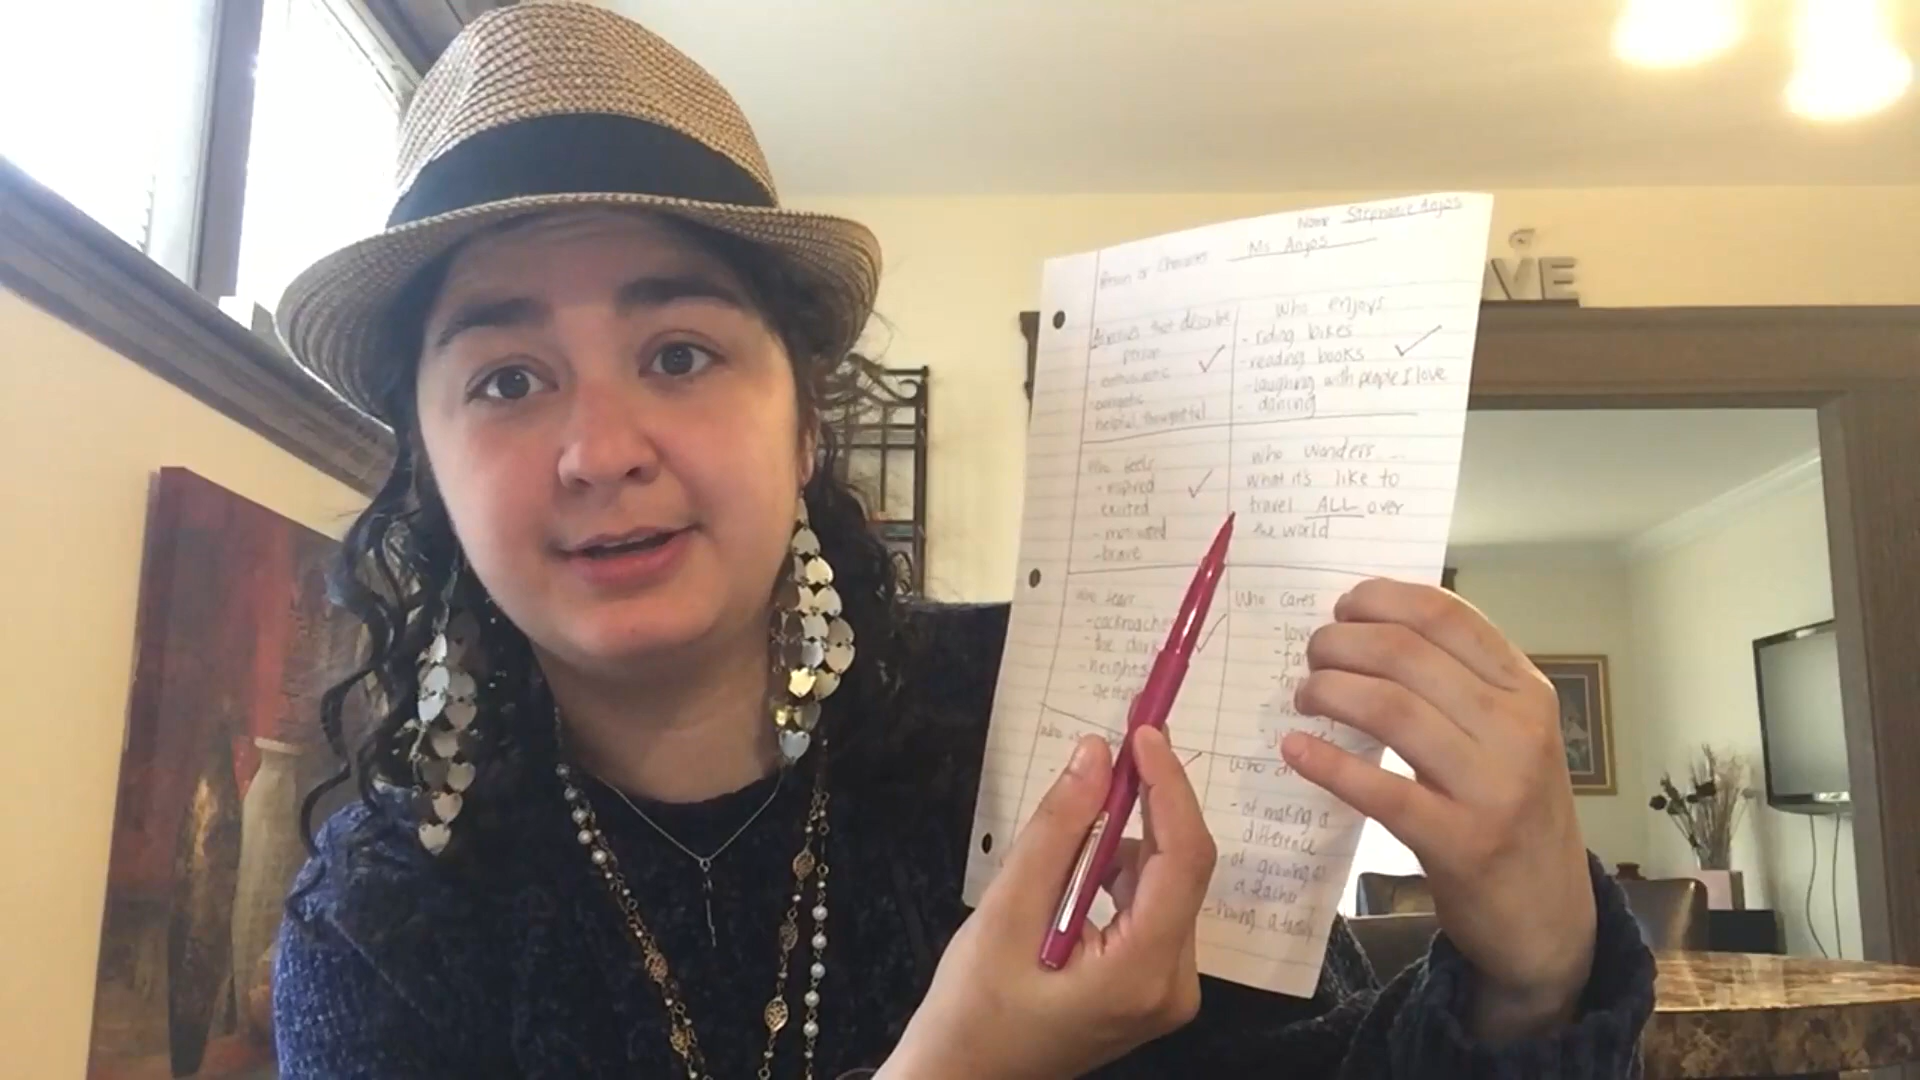 Name Stephanie Anjos
Person or Character Ms Anjos
Adjectives that describe
person
- enthusiastic
- energetic
helpful, thoughtful
Who enjoys
- riding bikes
- reading books
- laughing with people I love
-
Who feels
- inspired
excited
- motivated
- brave
Who wonders....
what it's like to
travel ALL over
the world
Who fears
- cockroaches
- the dark
- heights
- getting
Who cares
Who
- of making a
difference
- of growing as
a teacher
- having a family
VE